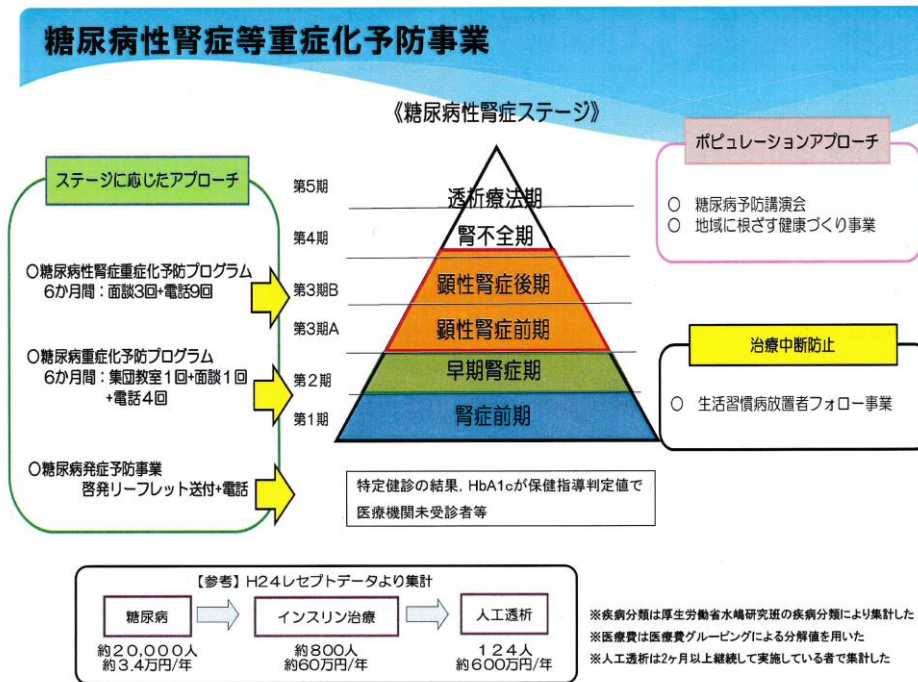 糖尿病性腎症等重症化予防事業
《糖尿病性腎症ステージ》
ステージに応じたアプローチ
○糖尿病性腎症重症化予防プログラム
6か月間：面談3回+電話9回
○糖尿病重症化予防プログラム
6か月間：集団教室1回+面談1回
+電話4回
○糖尿病発症予防事業
啓発リーフレット送付+電話
第5期
透析療法期
第4期
腎不全期
第3期B
顕性腎症後期
第3期A
顕性腎症前期
第2期
早期腎症期
第1期
腎症前期
特定健診の結果，HbA1cが保健指導判定値で
医療機関未受診者等
ポピュレーションアプローチ
○ 糖尿病予防講演会
○ 地域に根ざす健康づくり事業
治療中断防止
○ 生活習慣病放置者フォロー事業
【参考】H24レセプトデータより集計
糖尿病
約20,000人
約3.4万円/年
インスリン治療
約800人
約60万円/年
人工透析
124人
約600万円/年
※疾病分類は厚生労働省水嶋研究班の疾病分類により集計した
※医療費は医療費グルーピングによる分解値を用いた
※人工透析は2ヶ月以上継続して実施している者で集計した